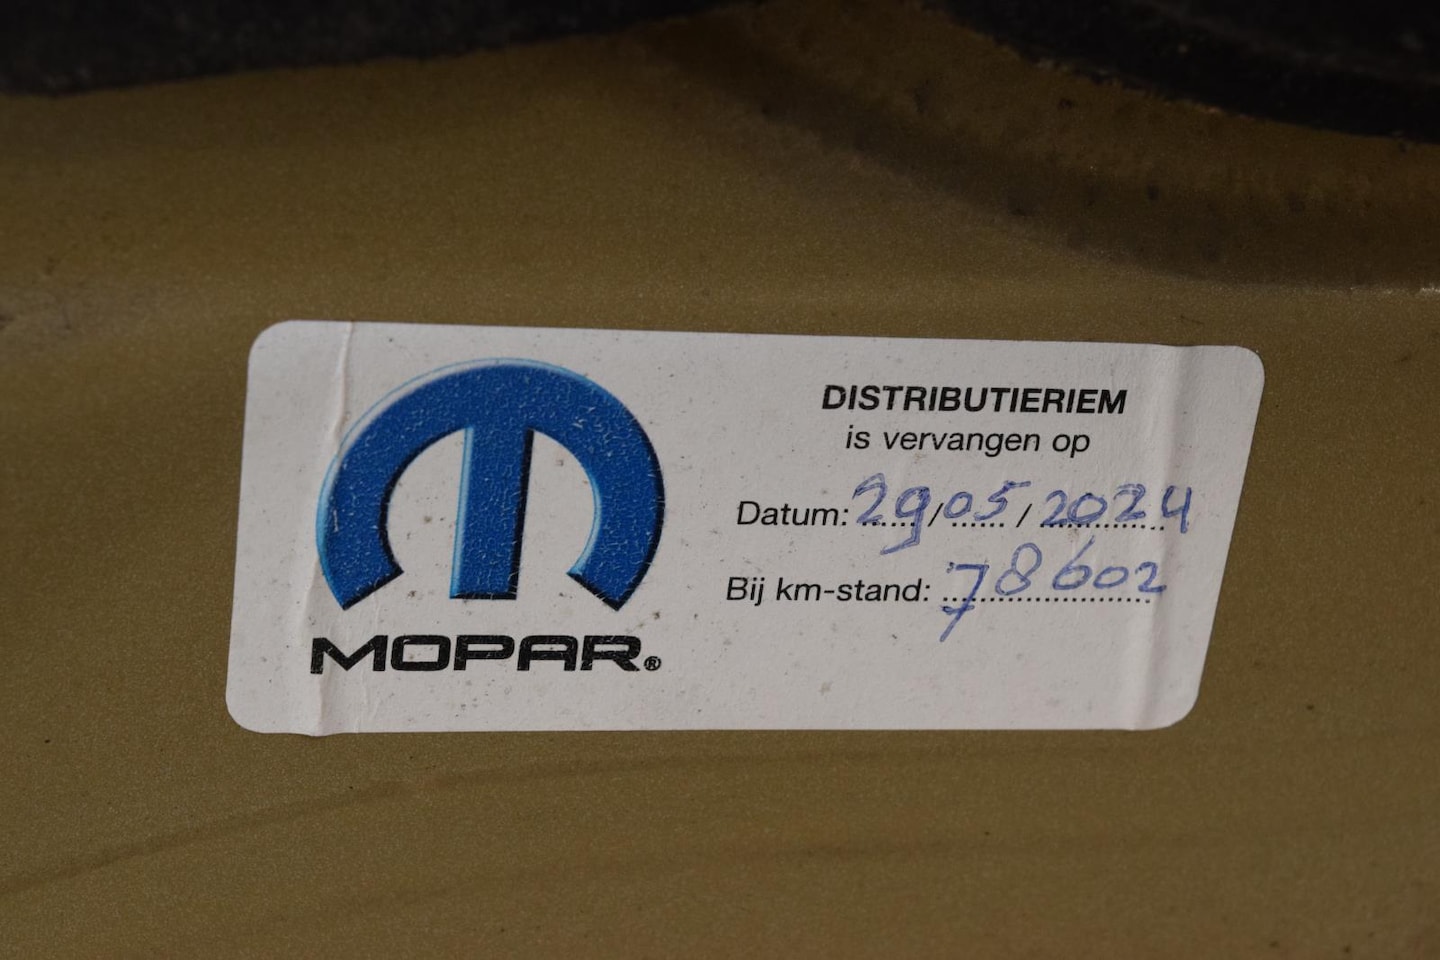 MOPAR®
DISTRIBUTIERIEM
is vervangen op
Datum: 29/05/2024
Bij km-stand: 78602